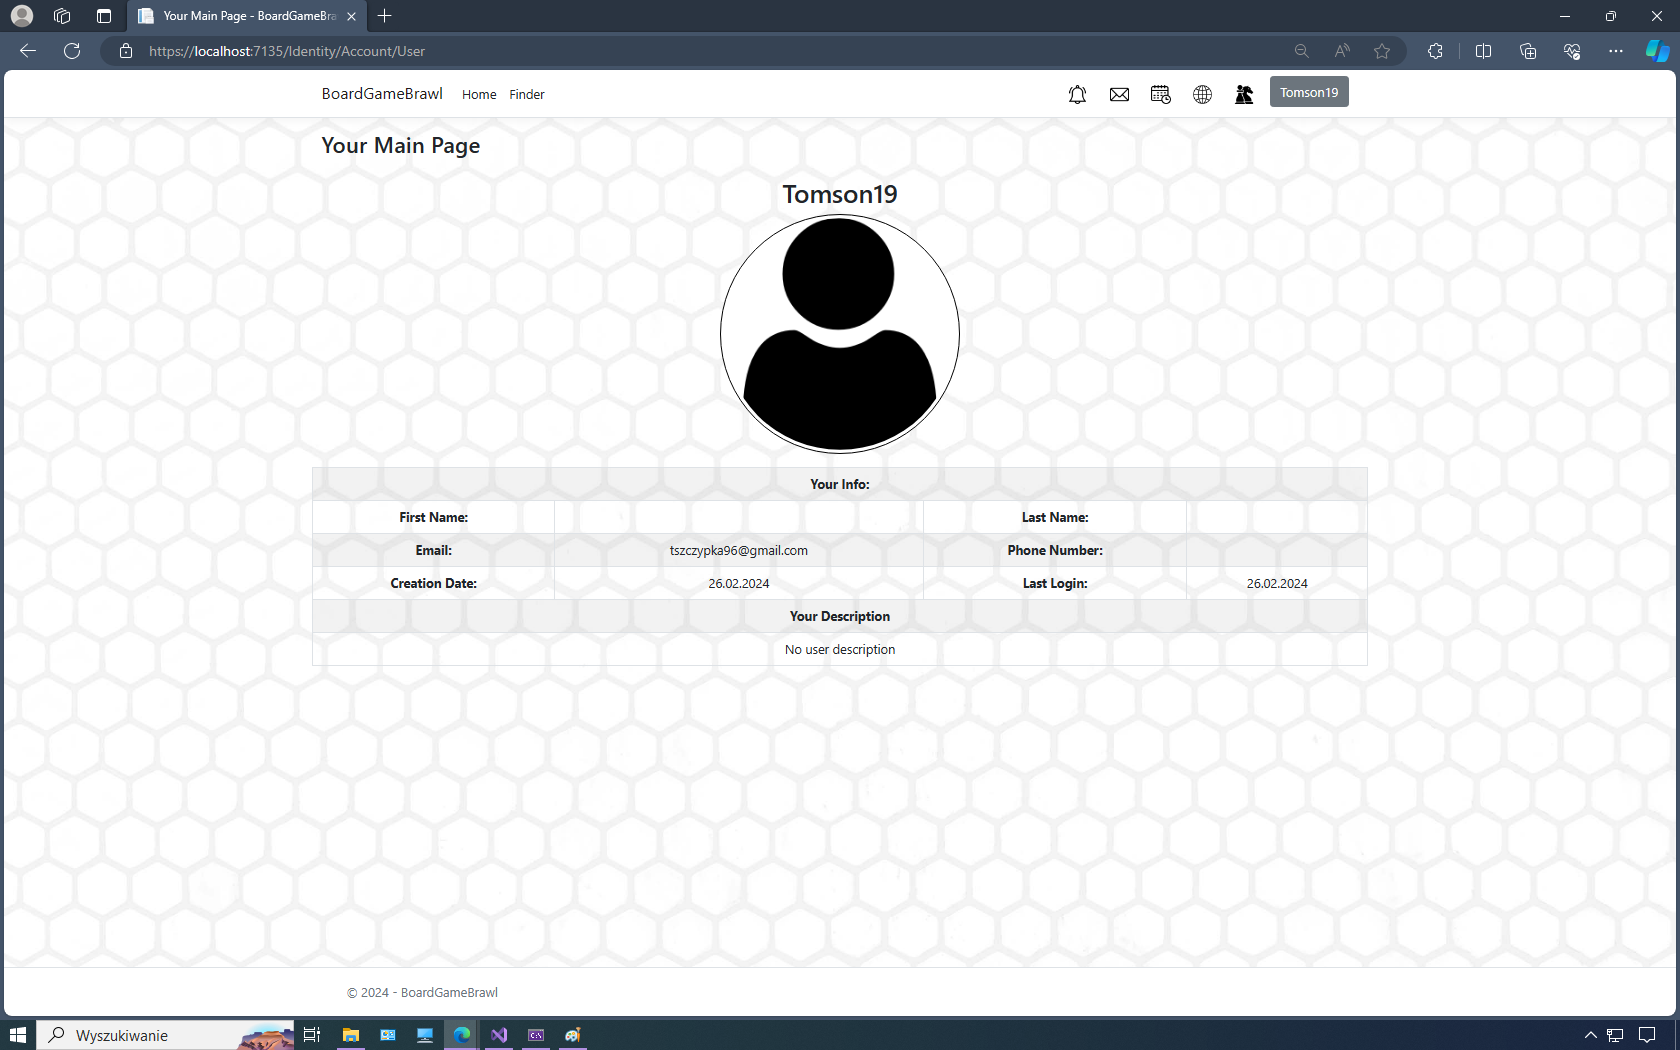 Your Main Page - BoardGameBra
https://localhost:7135/Identity/Account/User
BoardGameBrawl Home Finder Tomson19
Your Main Page
Tomson19
Your Info:
First Name: Last Name:
Email: tszczypka96@gmail.com Phone Number:
Creation Date: 26.02.2024 Last Login: 26.02.2024
Your Description
No user description
© 2024 - BoardGameBrawl
Wyszukiwanie